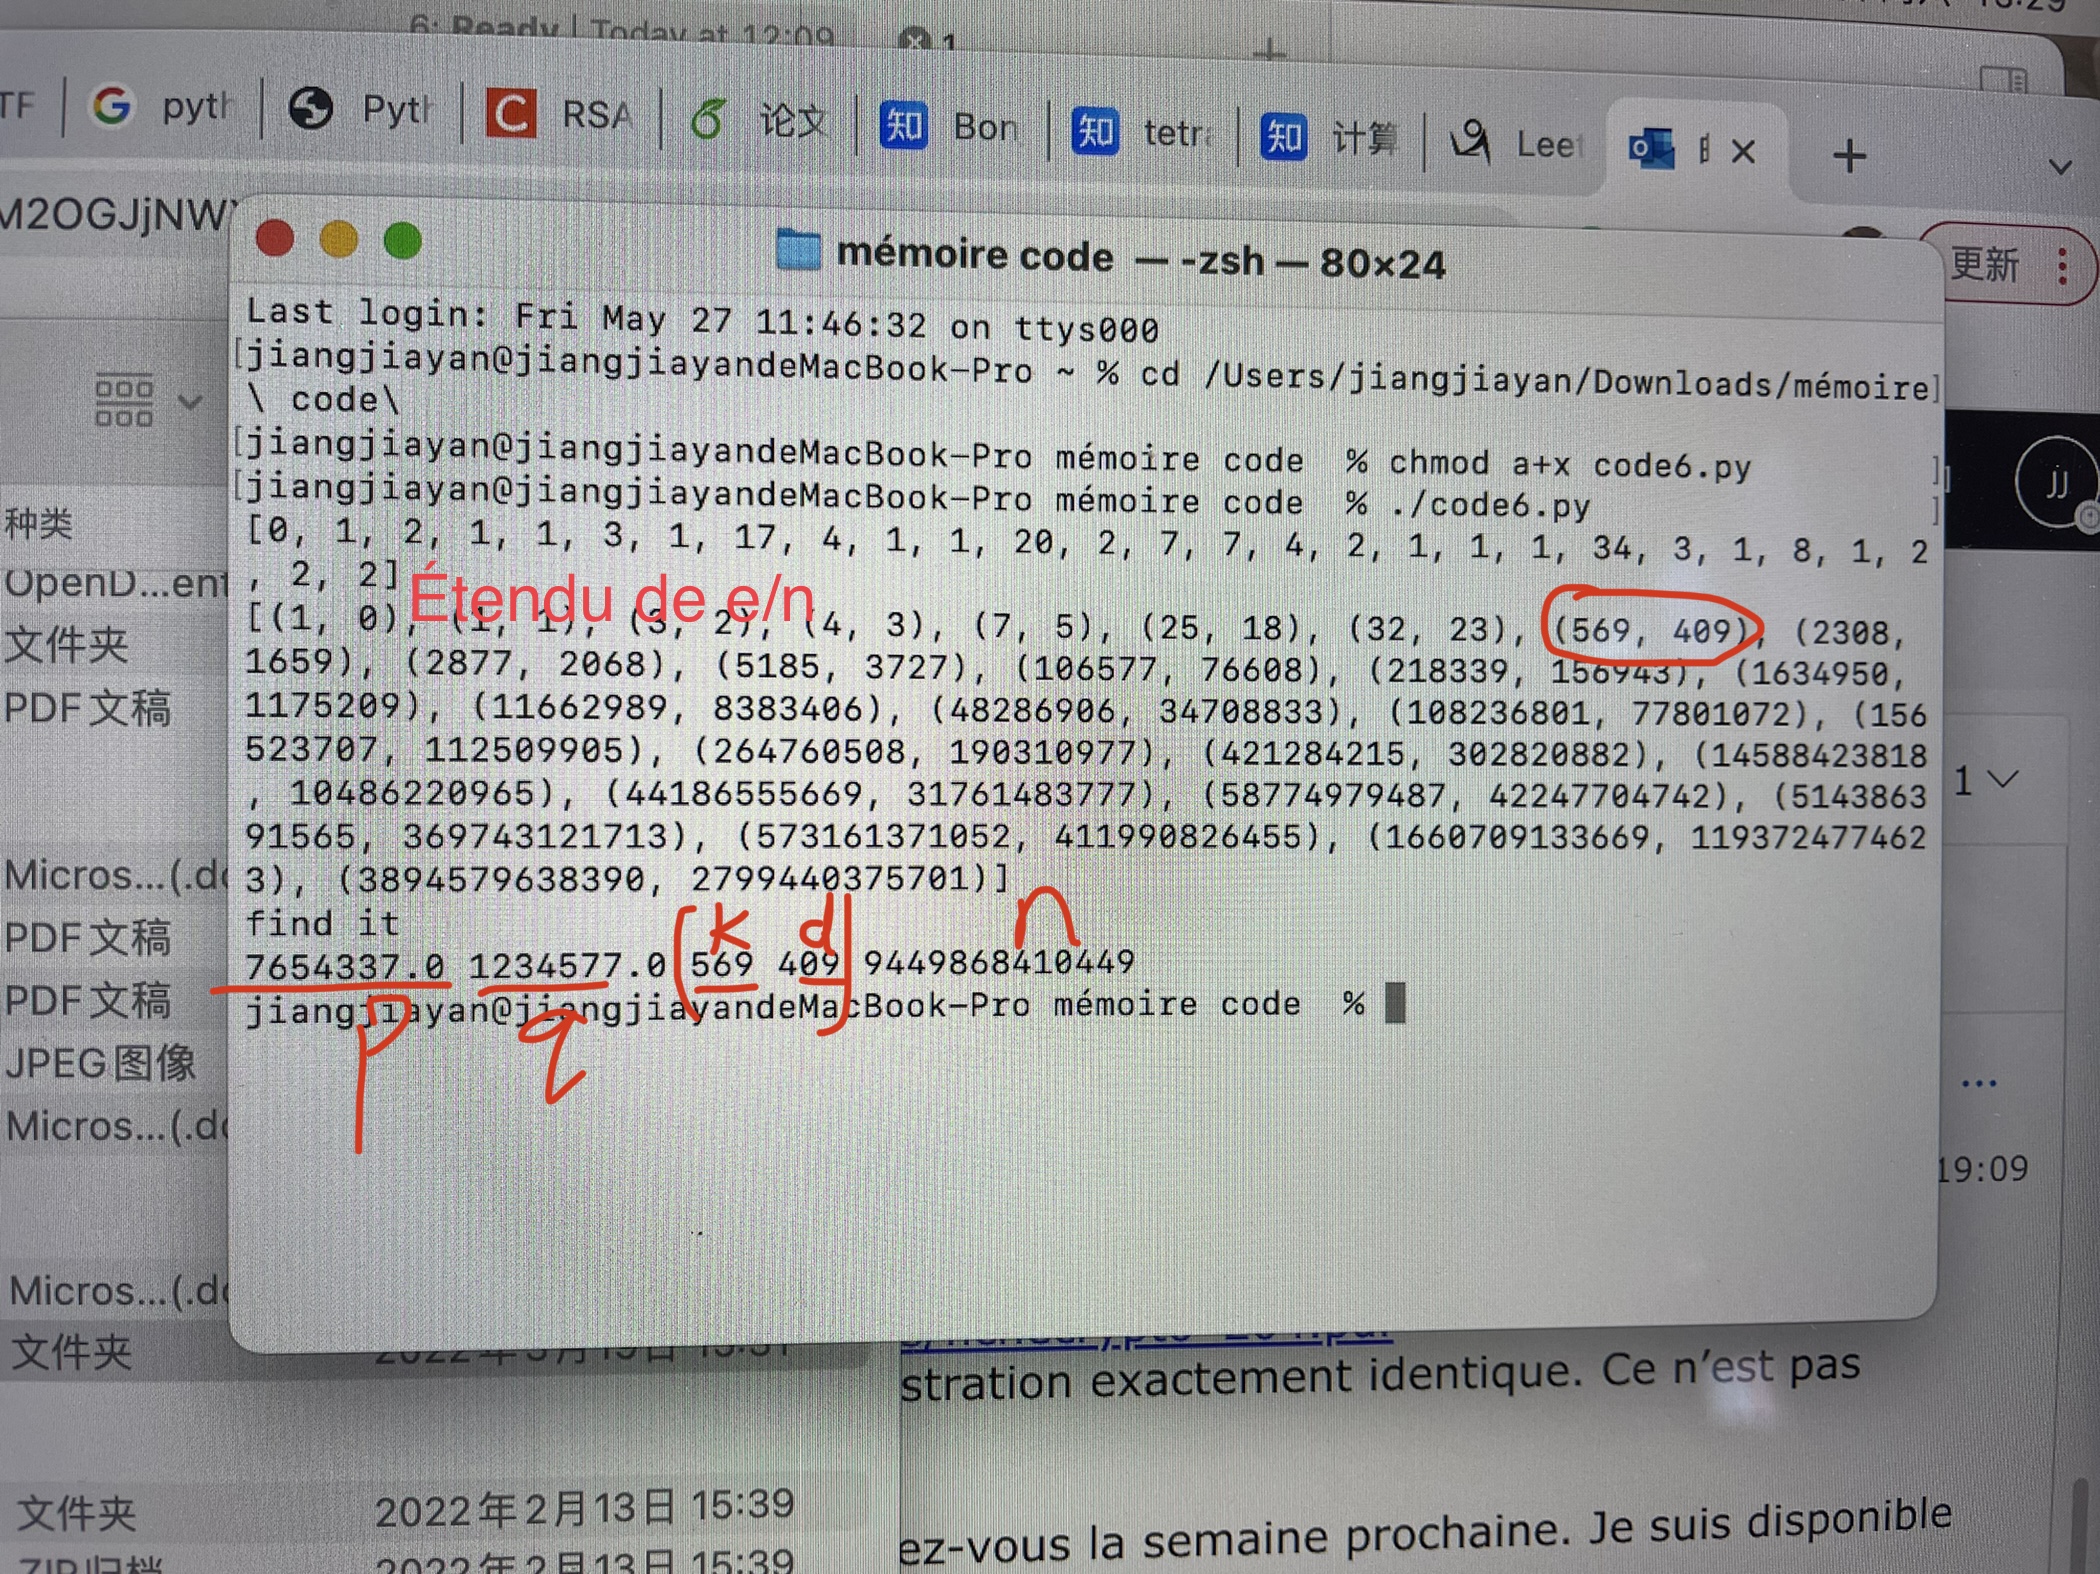 6: Ready | Today at 12:09 1
TF pyth Pyth RSA 论文 知 Bon 知 tetra 知 计算 Leet
M2OGJjNW
更新
mémoire code — -zsh — 80×24
Last login: Fri May 27 11:46:32 on ttys000
[jiangjiayan@jiangjiayandeMacBook-Pro ~ % cd /Users/jiangjiayan/Downloads/mémoire]
\ code\
[jiangjiayan@jiangjiayandeMacBook-Pro mémoire code  % chmod a+x code6.py ]
[jiangjiayan@jiangjiayandeMacBook-Pro mémoire code  % ./code6.py ]
[0, 1, 2, 1, 1, 3, 1, 17, 4, 1, 1, 20, 2, 7, 7, 4, 2, 1, 1, 1, 34, 3, 1, 8, 1, 2
, 2, 2]
Étendu de e/n
[(1, 0), (1, 1), (3, 2), (4, 3), (7, 5), (25, 18), (32, 23), (569, 409), (2308,
1659), (2877, 2068), (5185, 3727), (106577, 76608), (218339, 156943), (1634950,
1175209), (11662989, 8383406), (48286906, 34708833), (108236801, 77801072), (156
523707, 112509905), (264760508, 190310977), (421284215, 302820882), (14588423818
, 10486220965), (44186555669, 31761483777), (58774979487, 42247704742), (5143863
91565, 369743121713), (573161371052, 411990826455), (1660709133669, 119372477462
3), (3894579638390, 2799440375701)]
find it
k d n
7654337.0 1234577.0 569 409 9449868410449
jiangjiayan@jiangjiayandeMacBook-Pro mémoire code  %
p q
种类
OpenD...ent
文件夹
PDF文稿
Micros...(.do
PDF文稿
PDF文稿
JPEG图像
Micros...(.do
Micros...(.do
文件夹
文件夹 2022年2月13日 15:39
ZIP归档 2022年2月13日 15:39
JJ
1
...
19:09
stration exactement identique. Ce n'est pas
ez-vous la semaine prochaine. Je suis disponible